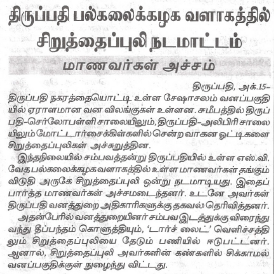 திருப்பதி பல்கலைக்கழக வளாகத்தில்
சிறுத்தைப்புலி நடமாட்டம்
மாணவர்கள் அச்சம்
திருப்பதி, அக்.15-
திருப்பதி நகரத்தையொட்டி உள்ள சேஷாசலம் வனப்பகுதி
யில் ஏராளமான வன விலங்குகள் உள்ளன. சமீபத்தில் திருப்
பதி-செர்லோபள்ளி சாலையிலும், திருப்பதி-அலிபிரி சாலை
யிலும் மோட்டார்சைக்கிள்களில் சென்ற வாகன ஓட்டிகளை
சிறுத்தைப்புலிகள் அச்சுறுத்தின.
இந்தநிலையில் சம்பவத்தன்று திருப்பதியில் உள்ள எஸ்.வி.
வேத பல்கலைக்கழக வளாகத்தில் உள்ள மாணவர்கள் தங்கும்
விடுதி அருகே சிறுத்தைப்புலி ஒன்று நடமாடியது. இதைப்
பார்த்த மாணவர்கள் அச்சமடைந்தனர். உடனே அவர்கள்
திருப்பதி வனத்துறை அதிகாரிகளுக்கு தகவல் தெரிவித்தனர்.
அதன்பேரில் வனத்துறையினர் சம்பவ இடத்துக்கு விரைந்து
வந்து தீப்பந்தம் கொளுத்தியும், 'டார்ச் லைட்' வெளிச்சத்தி
லும் சிறுத்தைப்புலியை தேடும் பணியில் ஈடுபட்டனர்.
ஆனால், சிறுத்தைப்புலி அவர்களின் கண்களில் சிக்காமல்
வனப்பகுதிக்குள் நுழைந்து விட்டது.